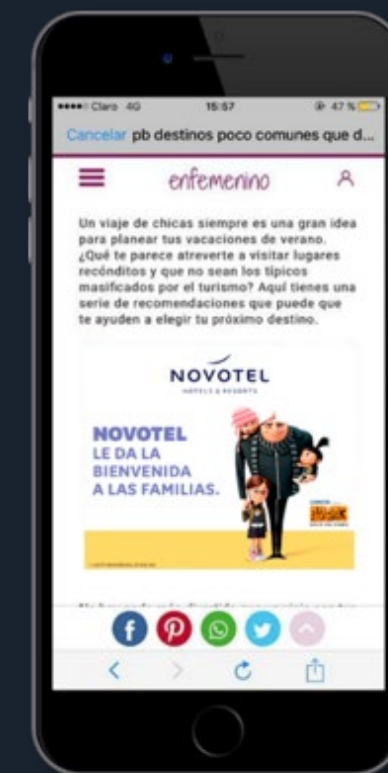 Claro 4G 15:57 47 %
Cancelar pb destinos poco comunes que d...
enfemenino
Un viaje de chicas siempre es una gran idea
para planear tus vacaciones de verano.
¿Qué te parece atreverte a visitar lugares
recónditos y que no sean los típicos
masificados por el turismo? Aquí tienes una
serie de recomendaciones que puede que
te ayuden a elegir tu próximo destino.
NOVOTEL
HOTELS & RESORTS
NOVOTEL
LE DA LA
BIENVENIDA
A LAS FAMILIAS.